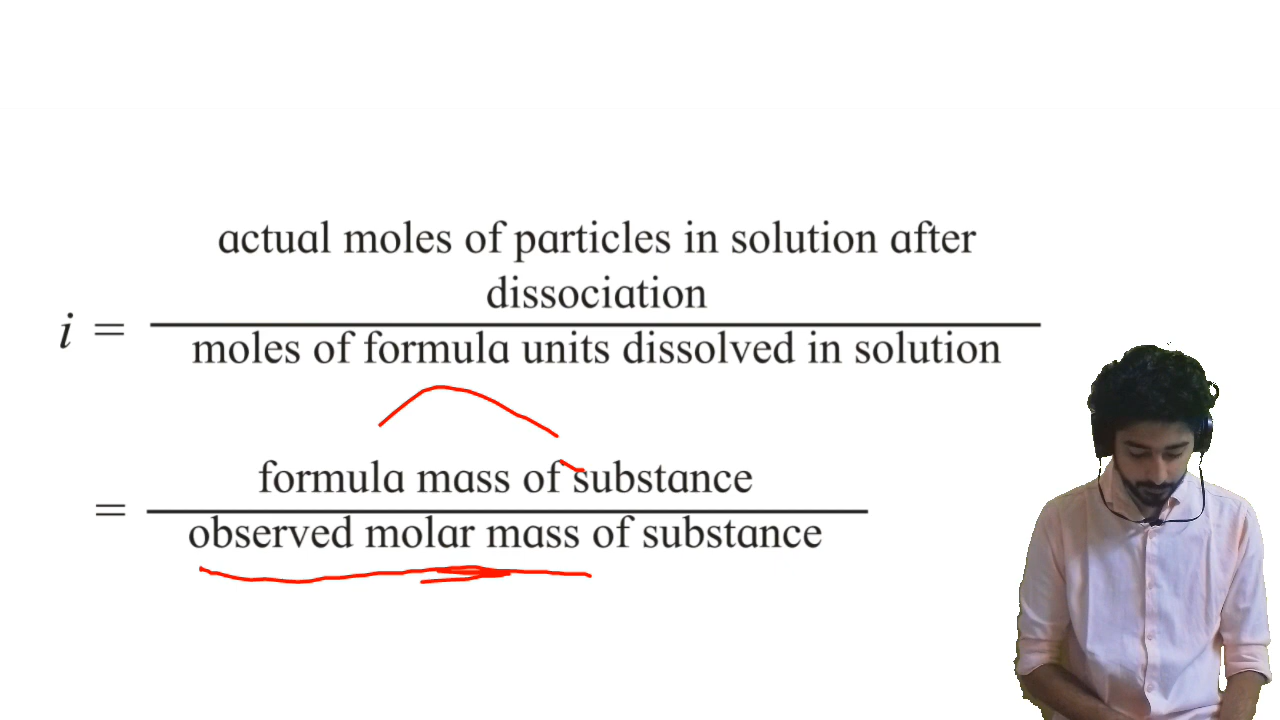 actual moles of particles in solution after
dissociation
i =
moles of formula units dissolved in solution
formula mass of substance
=
observed molar mass of substance